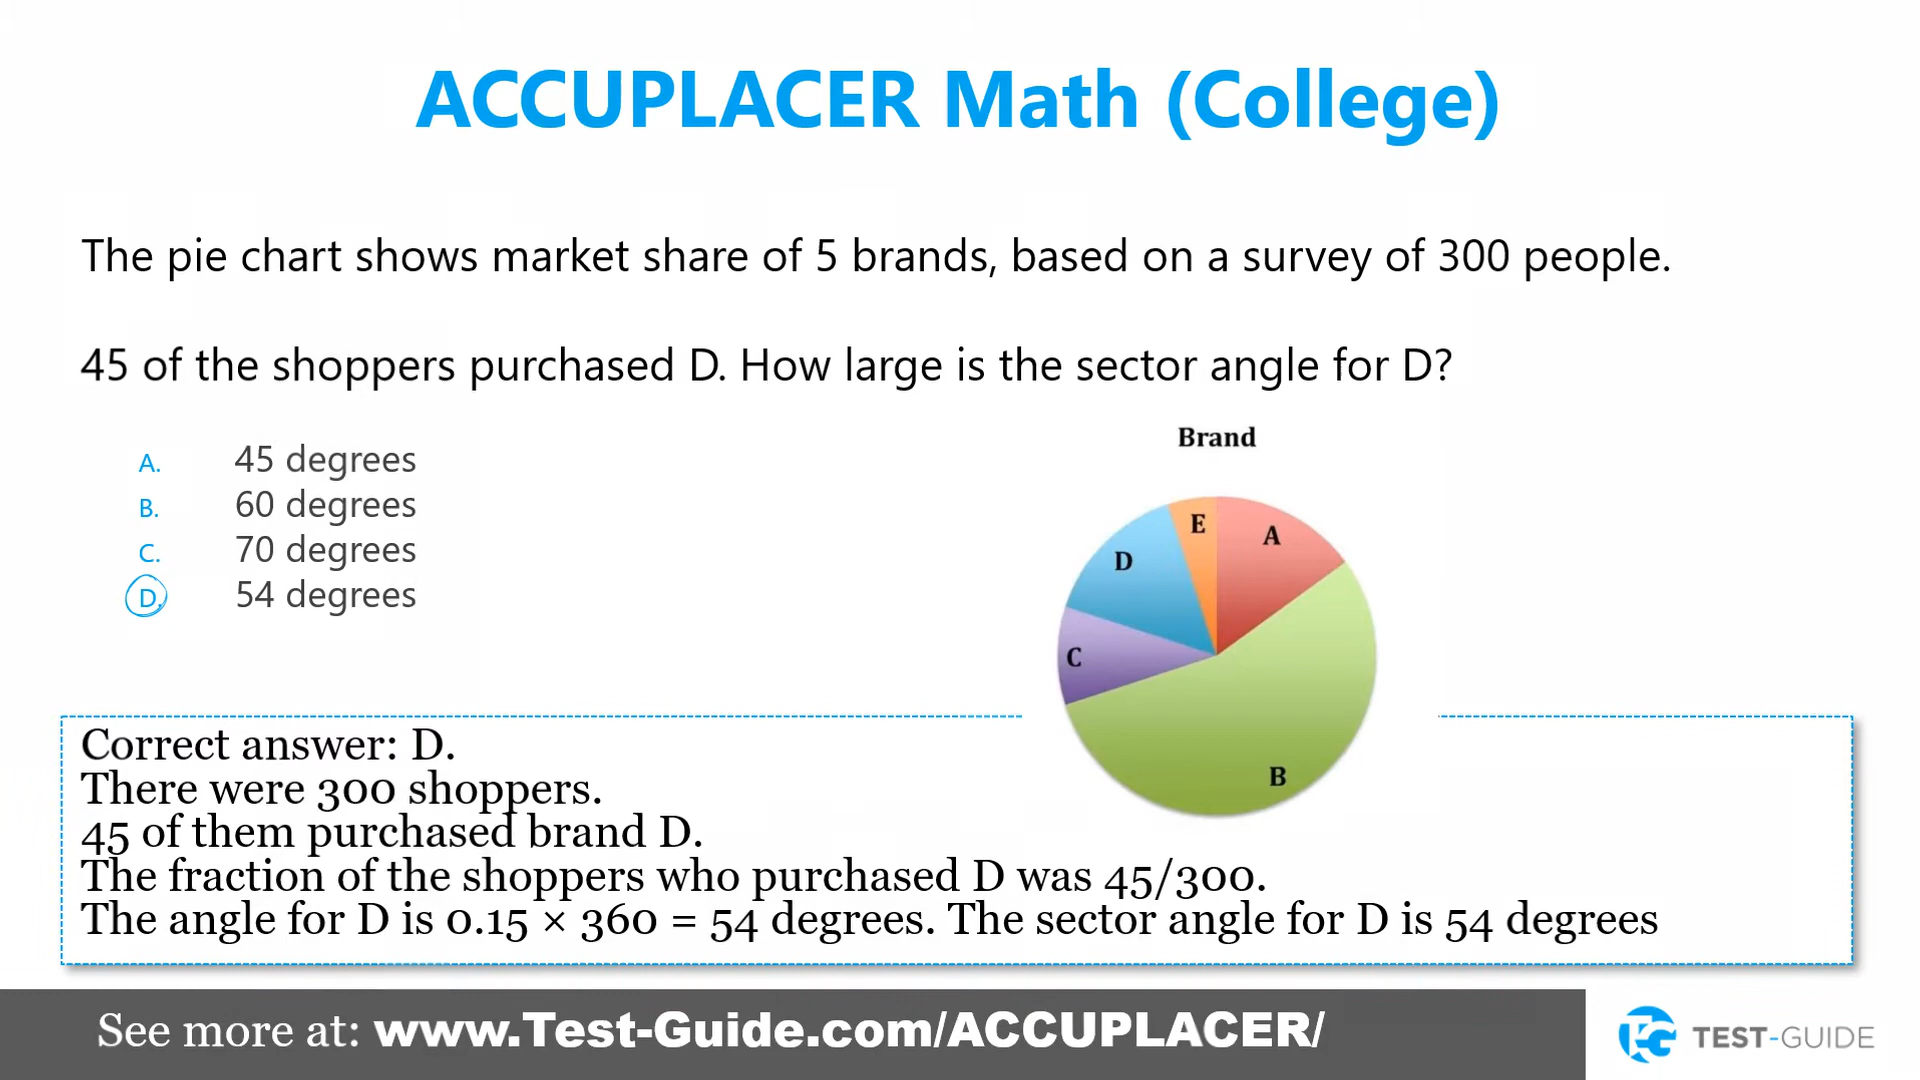 ACCUPLACER Math (College)
The pie chart shows market share of 5 brands, based on a survey of 300 people.
45 of the shoppers purchased D. How large is the sector angle for D?
A. 45 degrees
B. 60 degrees
C. 70 degrees
D. 54 degrees
Brand
E
A
D
C
B
Correct answer: D.
There were 300 shoppers.
45 of them purchased brand D.
The fraction of the shoppers who purchased D was 45/300.
The angle for D is 0.15 × 360 = 54 degrees. The sector angle for D is 54 degrees
See more at: www.Test-Guide.com/ACCUPLACER/
TEST-GUIDE